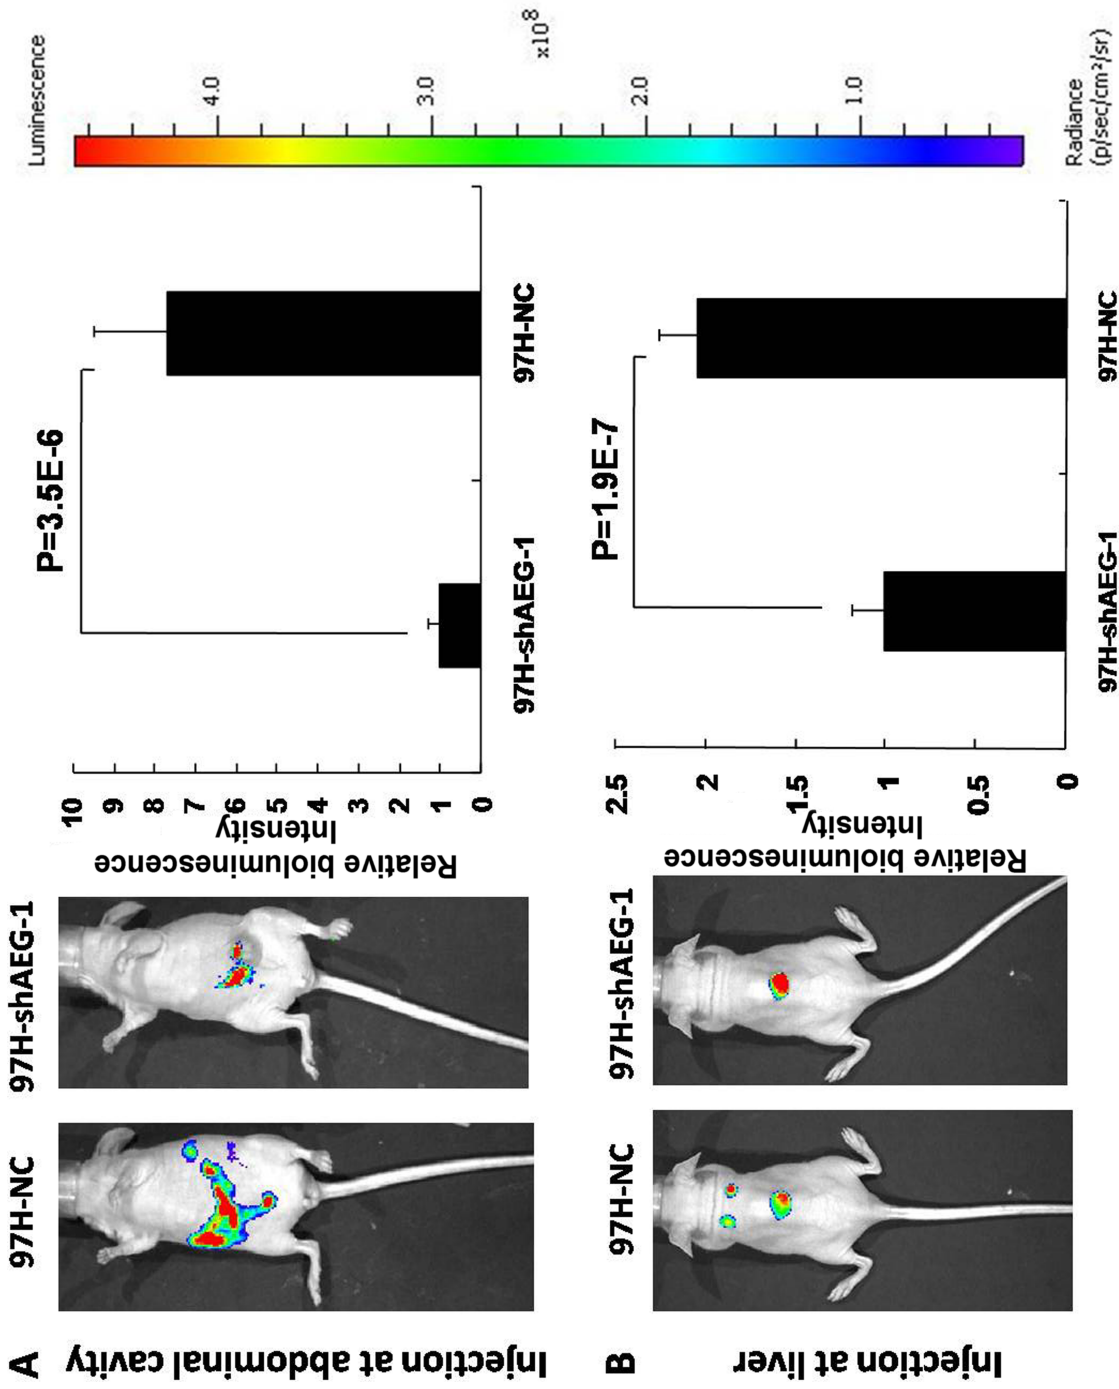 A
Injection at abdominal cavity
97H-NC
97H-shAEG-1
Relative bioluminescence
Intensity
10
9
8
7
6
5
4
3
2
1
0
P=3.5E-6
97H-shAEG-1
97H-NC
B
Injection at liver
97H-NC
97H-shAEG-1
Relative bioluminescence
Intensity
2.5
2
1.5
1
0.5
0
P=1.9E-7
97H-shAEG-1
97H-NC
Luminescence
4.0
3.0
x10⁸
2.0
1.0
Radiance
(p/sec/cm²/sr)